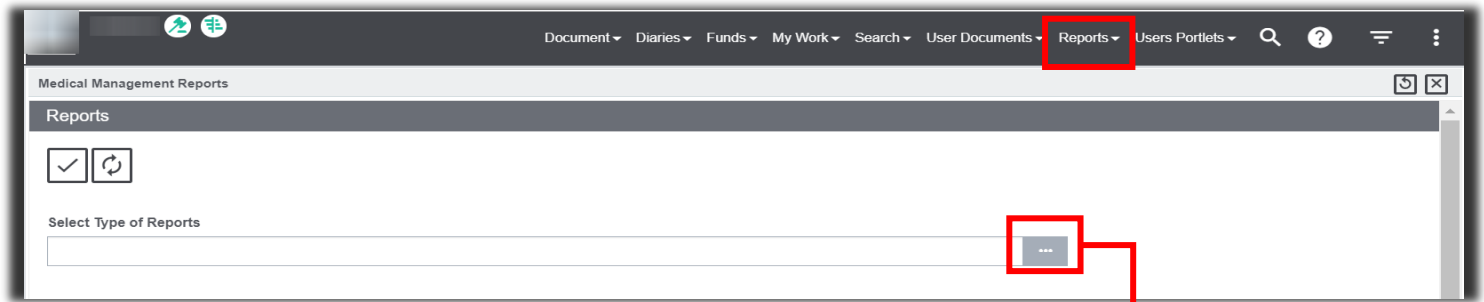 Document Diaries Funds My Work Search User Documents Reports Users Portlets
Medical Management Reports
Reports
Select Type of Reports
...